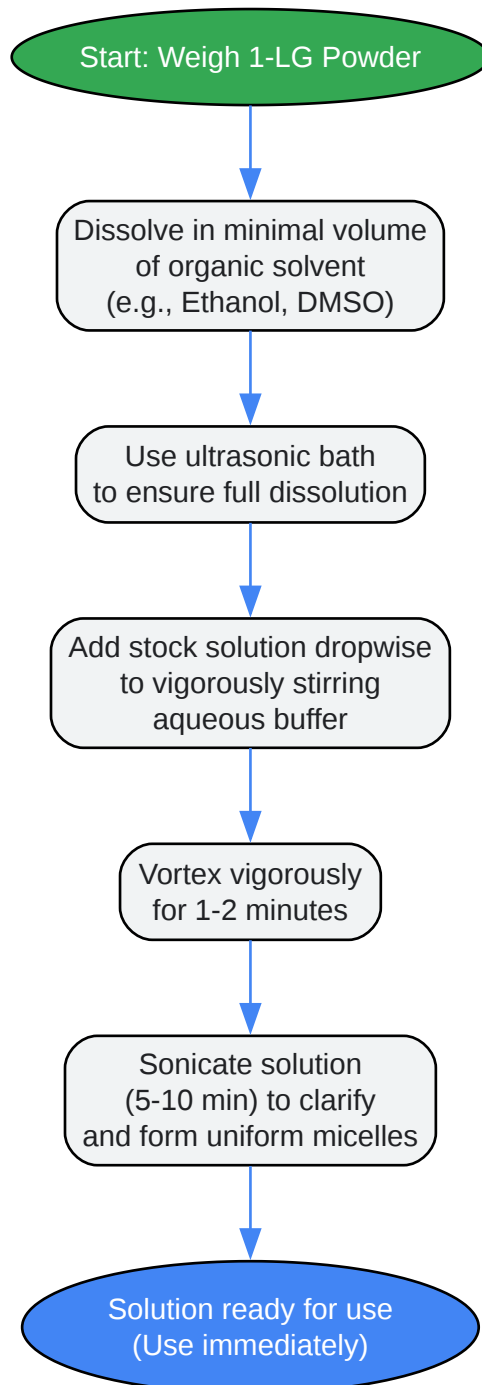 Start: Weigh 1-LG Powder
Dissolve in minimal volume
of organic solvent
(e.g., Ethanol, DMSO)
Use ultrasonic bath
to ensure full dissolution
Add stock solution dropwise
to vigorously stirring
aqueous buffer
Vortex vigorously
for 1-2 minutes
Sonicate solution
(5-10 min) to clarify
and form uniform micelles
Solution ready for use
(Use immediately)